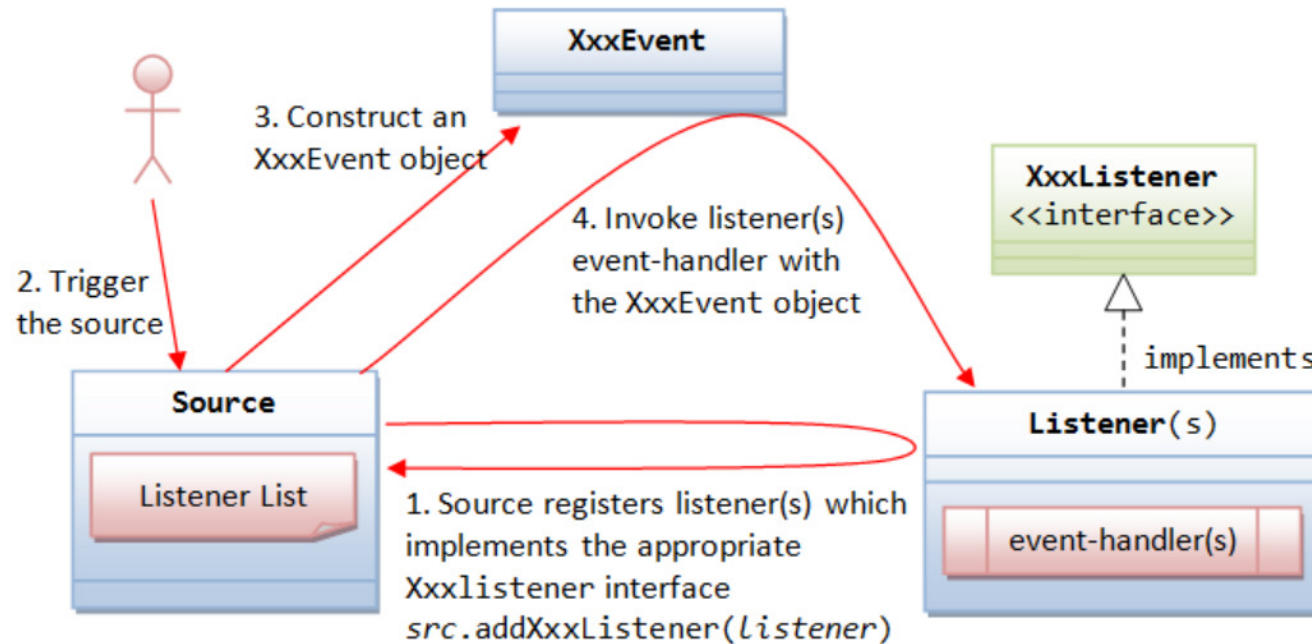 XxxEvent
3. Construct an
XxxEvent object
XxxListener
<<interface>>
4. Invoke listener(s)
event-handler with
the XxxEvent object
2. Trigger
the source
implements
Source
Listener List
Listener(s)
event-handler(s)
1. Source registers listener(s) which
implements the appropriate
Xxxlistener interface
src.addXxxListener(listener)